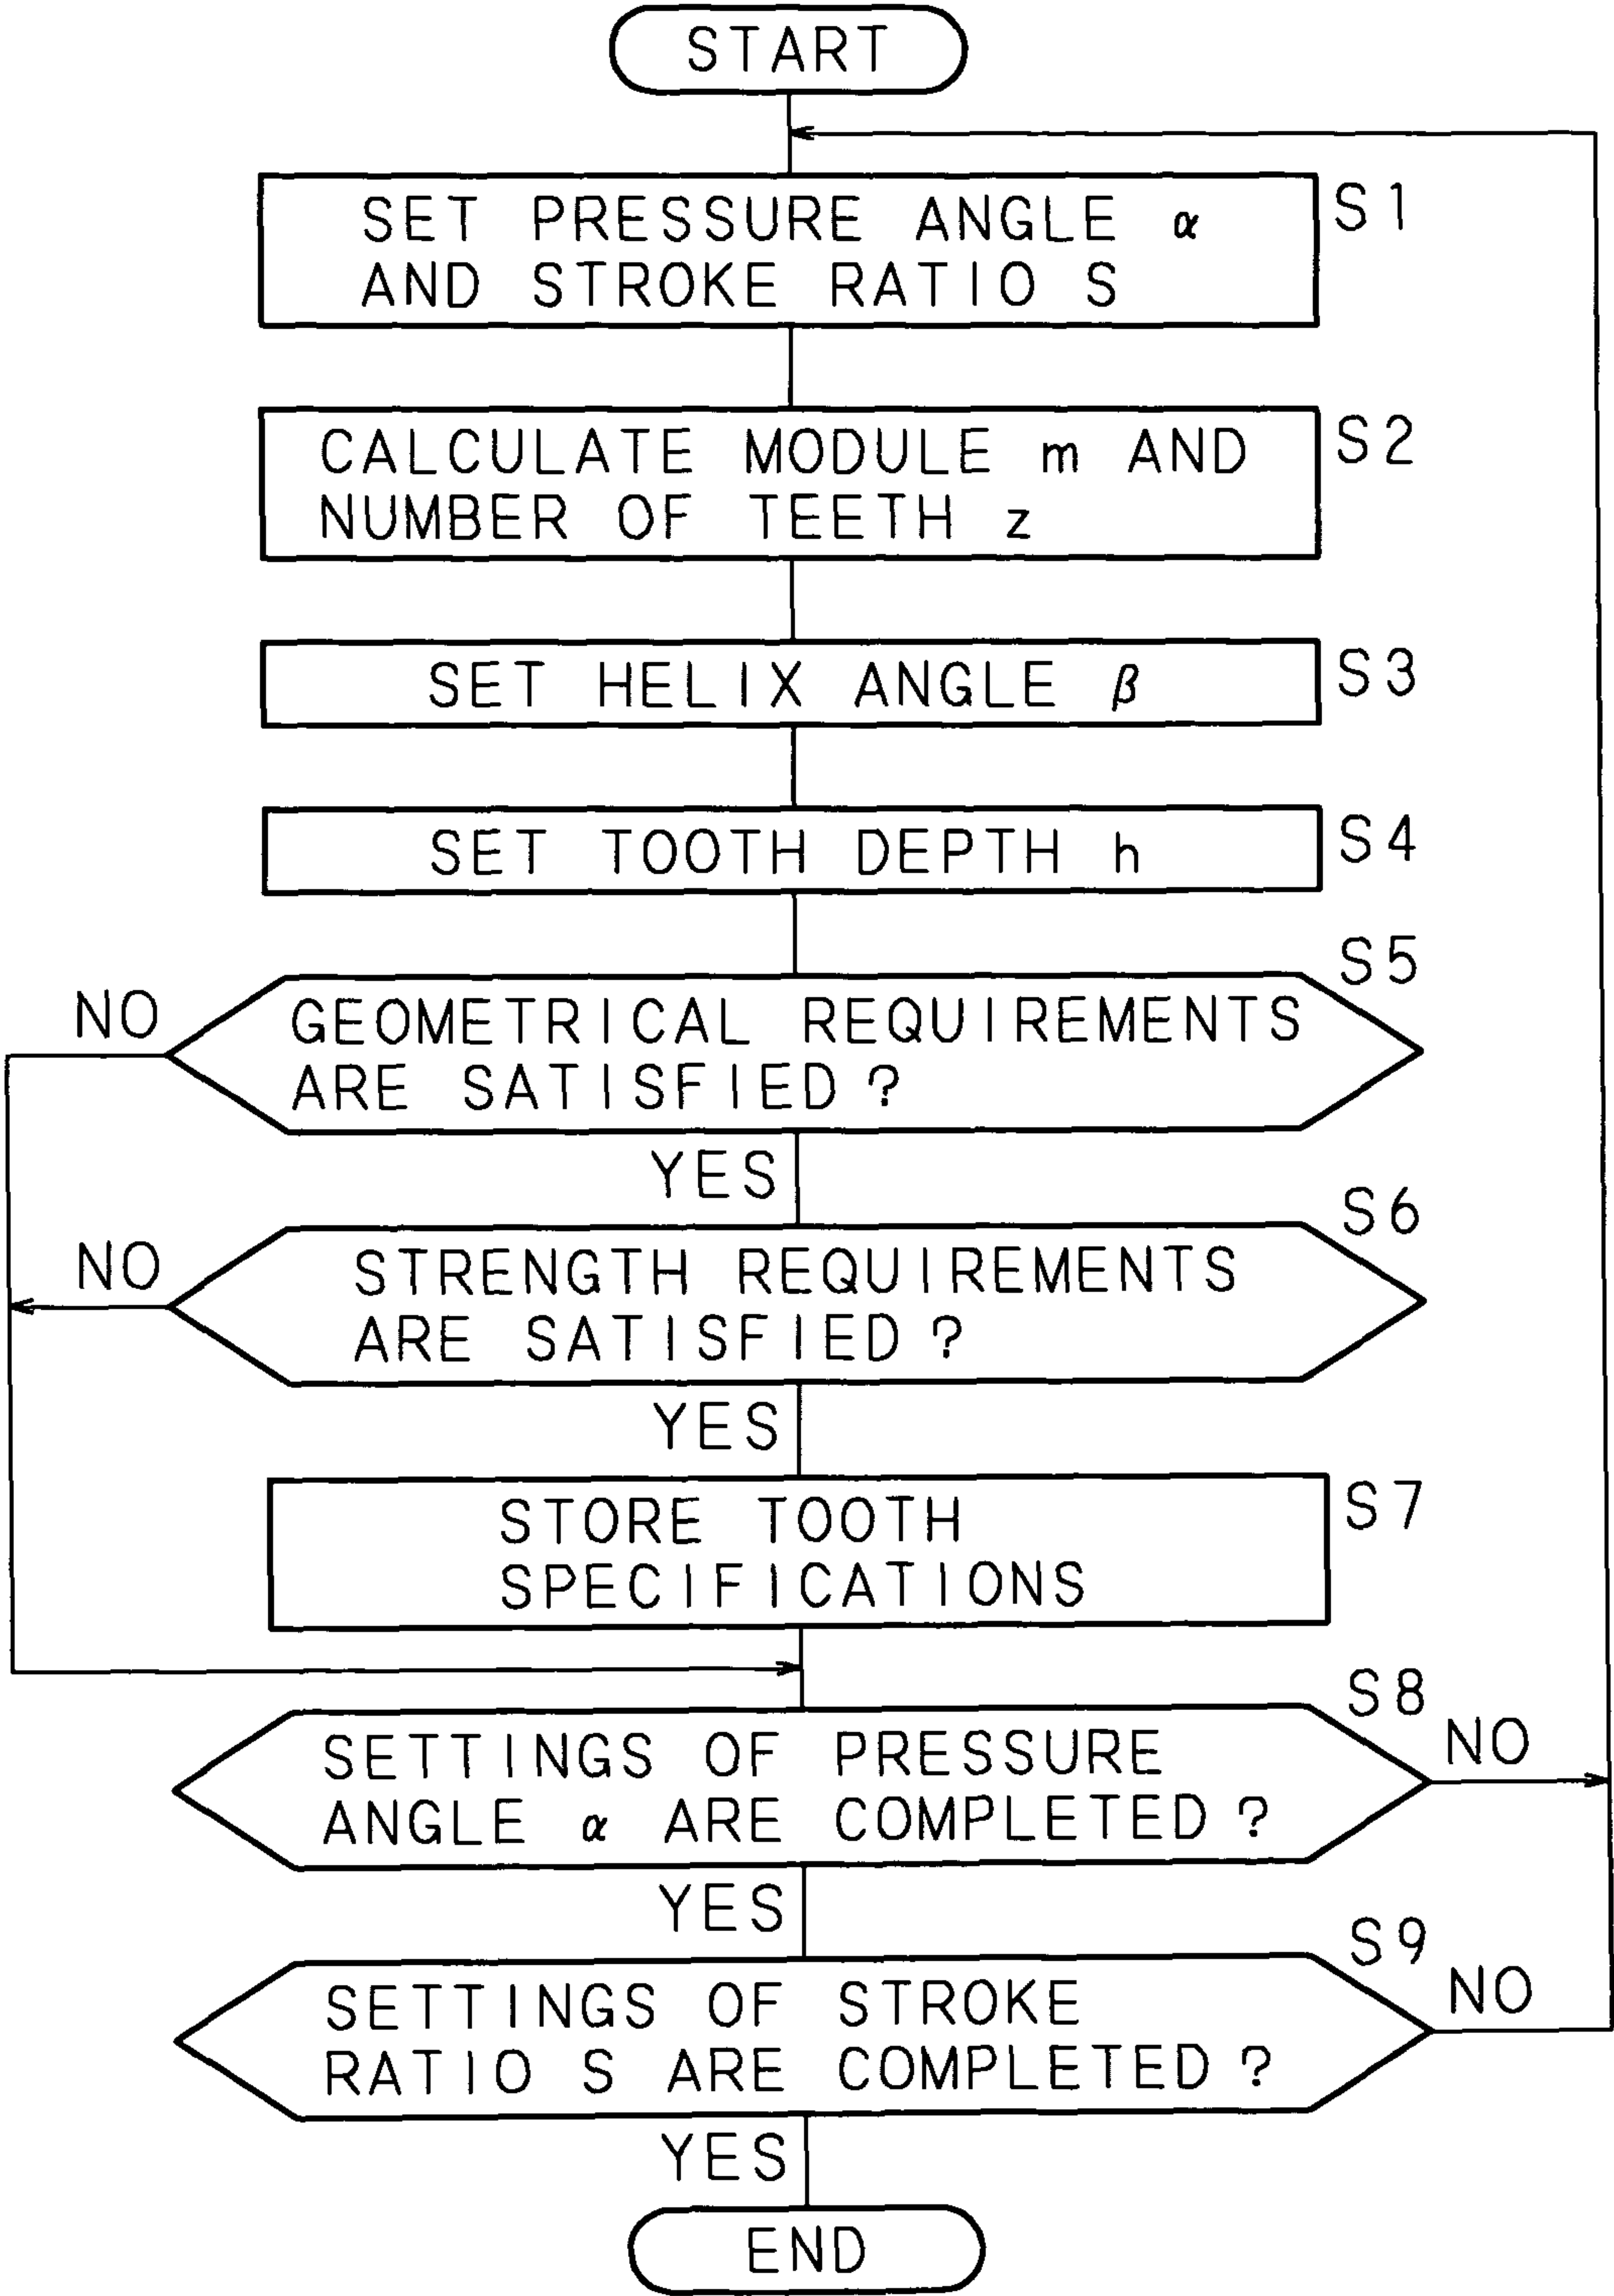 START
SET PRESSURE ANGLE α
AND STROKE RATIO S
S1
CALCULATE MODULE m AND
NUMBER OF TEETH z
S2
SET HELIX ANGLE β
S3
SET TOOTH DEPTH h
S4
S5
NO
GEOMETRICAL REQUIREMENTS
ARE SATISFIED?
YES
S6
NO
STRENGTH REQUIREMENTS
ARE SATISFIED?
YES
STORE TOOTH
SPECIFICATIONS
S7
S8
SETTINGS OF PRESSURE
ANGLE α ARE COMPLETED?
NO
YES
S9
SETTINGS OF STROKE
RATIO S ARE COMPLETED?
NO
YES
END